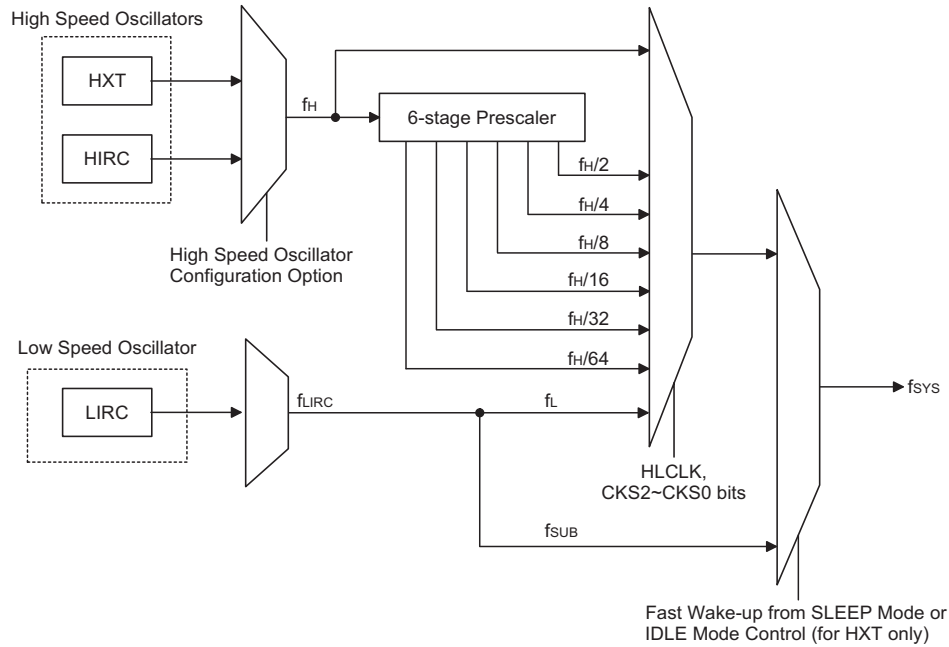 High Speed Oscillators
HXT
HIRC
fH
6-stage Prescaler
fH/2
fH/4
fH/8
fH/16
fH/32
fH/64
High Speed Oscillator
Configuration Option
Low Speed Oscillator
LIRC
fLIRC
fL
fSUB
HLCLK,
CKS2~CKS0 bits
fSYS
Fast Wake-up from SLEEP Mode or
IDLE Mode Control (for HXT only)